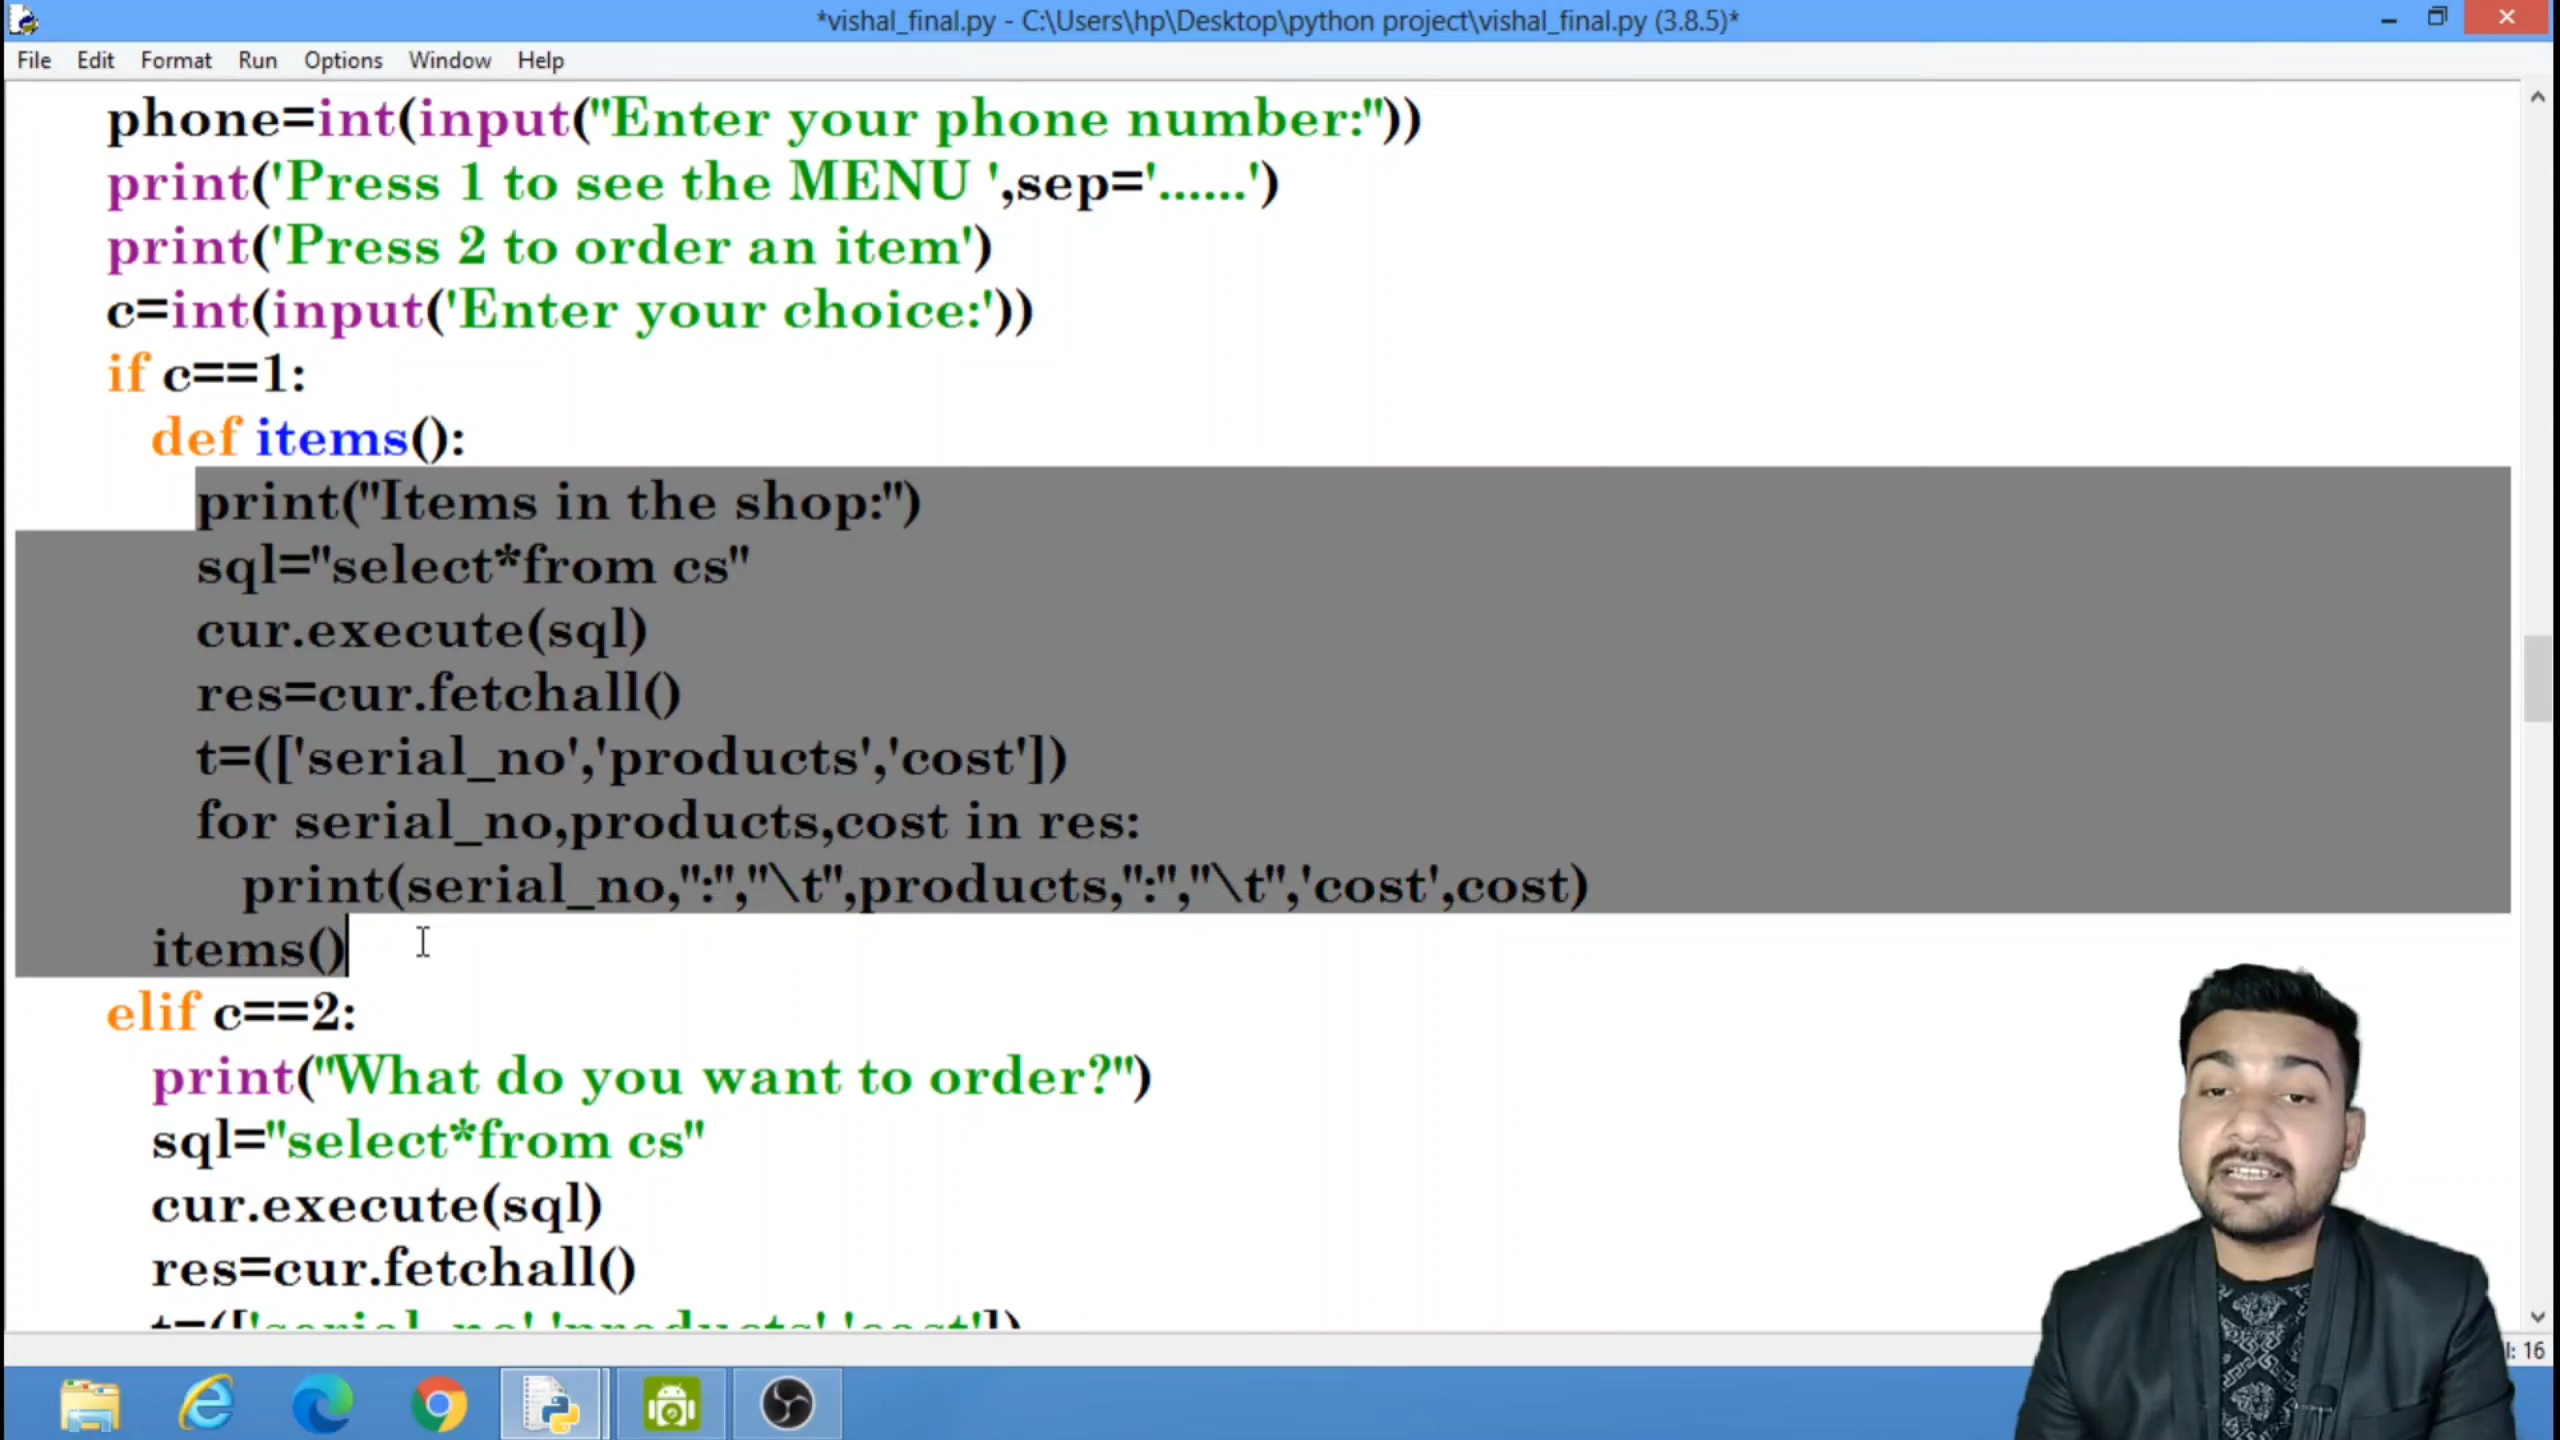 *vishal_final.py - C:\Users\hp\Desktop\python project\vishal_final.py (3.8.5)*
File Edit Format Run Options Window Help
phone=int(input("Enter your phone number:"))
print('Press 1 to see the MENU ',sep='......')
print('Press 2 to order an item')
c=int(input('Enter your choice:'))
if c==1:
def items():
print("Items in the shop:")
sql="select*from cs"
cur.execute(sql)
res=cur.fetchall()
t=(['serial_no','products','cost'])
for serial_no,products,cost in res:
print(serial_no,":","\t",products,":","\t",'cost',cost)
items()
elif c==2:
print("What do you want to order?")
sql="select*from cs"
cur.execute(sql)
res=cur.fetchall()
t=(['serial_no','products','cost'])
: 16